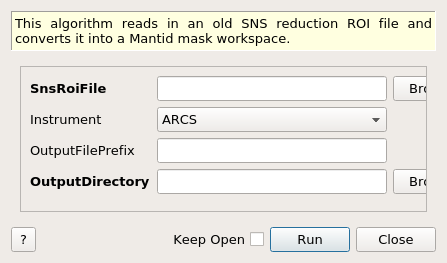 This algorithm reads in an old SNS reduction ROI file and
converts it into a Mantid mask workspace.
SnsRoiFile Bro
Instrument ARCS
OutputFilePrefix
OutputDirectory Bro
? Keep Open Run Close